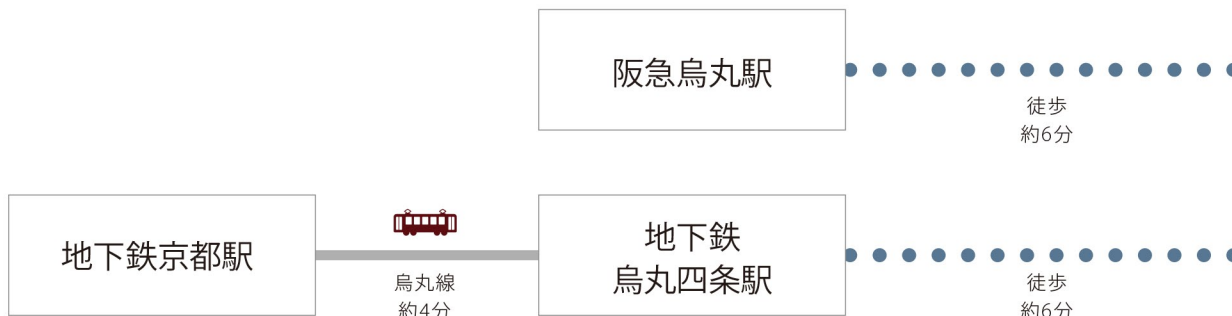 阪急烏丸駅
徒歩
約6分
地下鉄京都駅
烏丸線
約4分
地下鉄
烏丸四条駅
徒歩
約6分